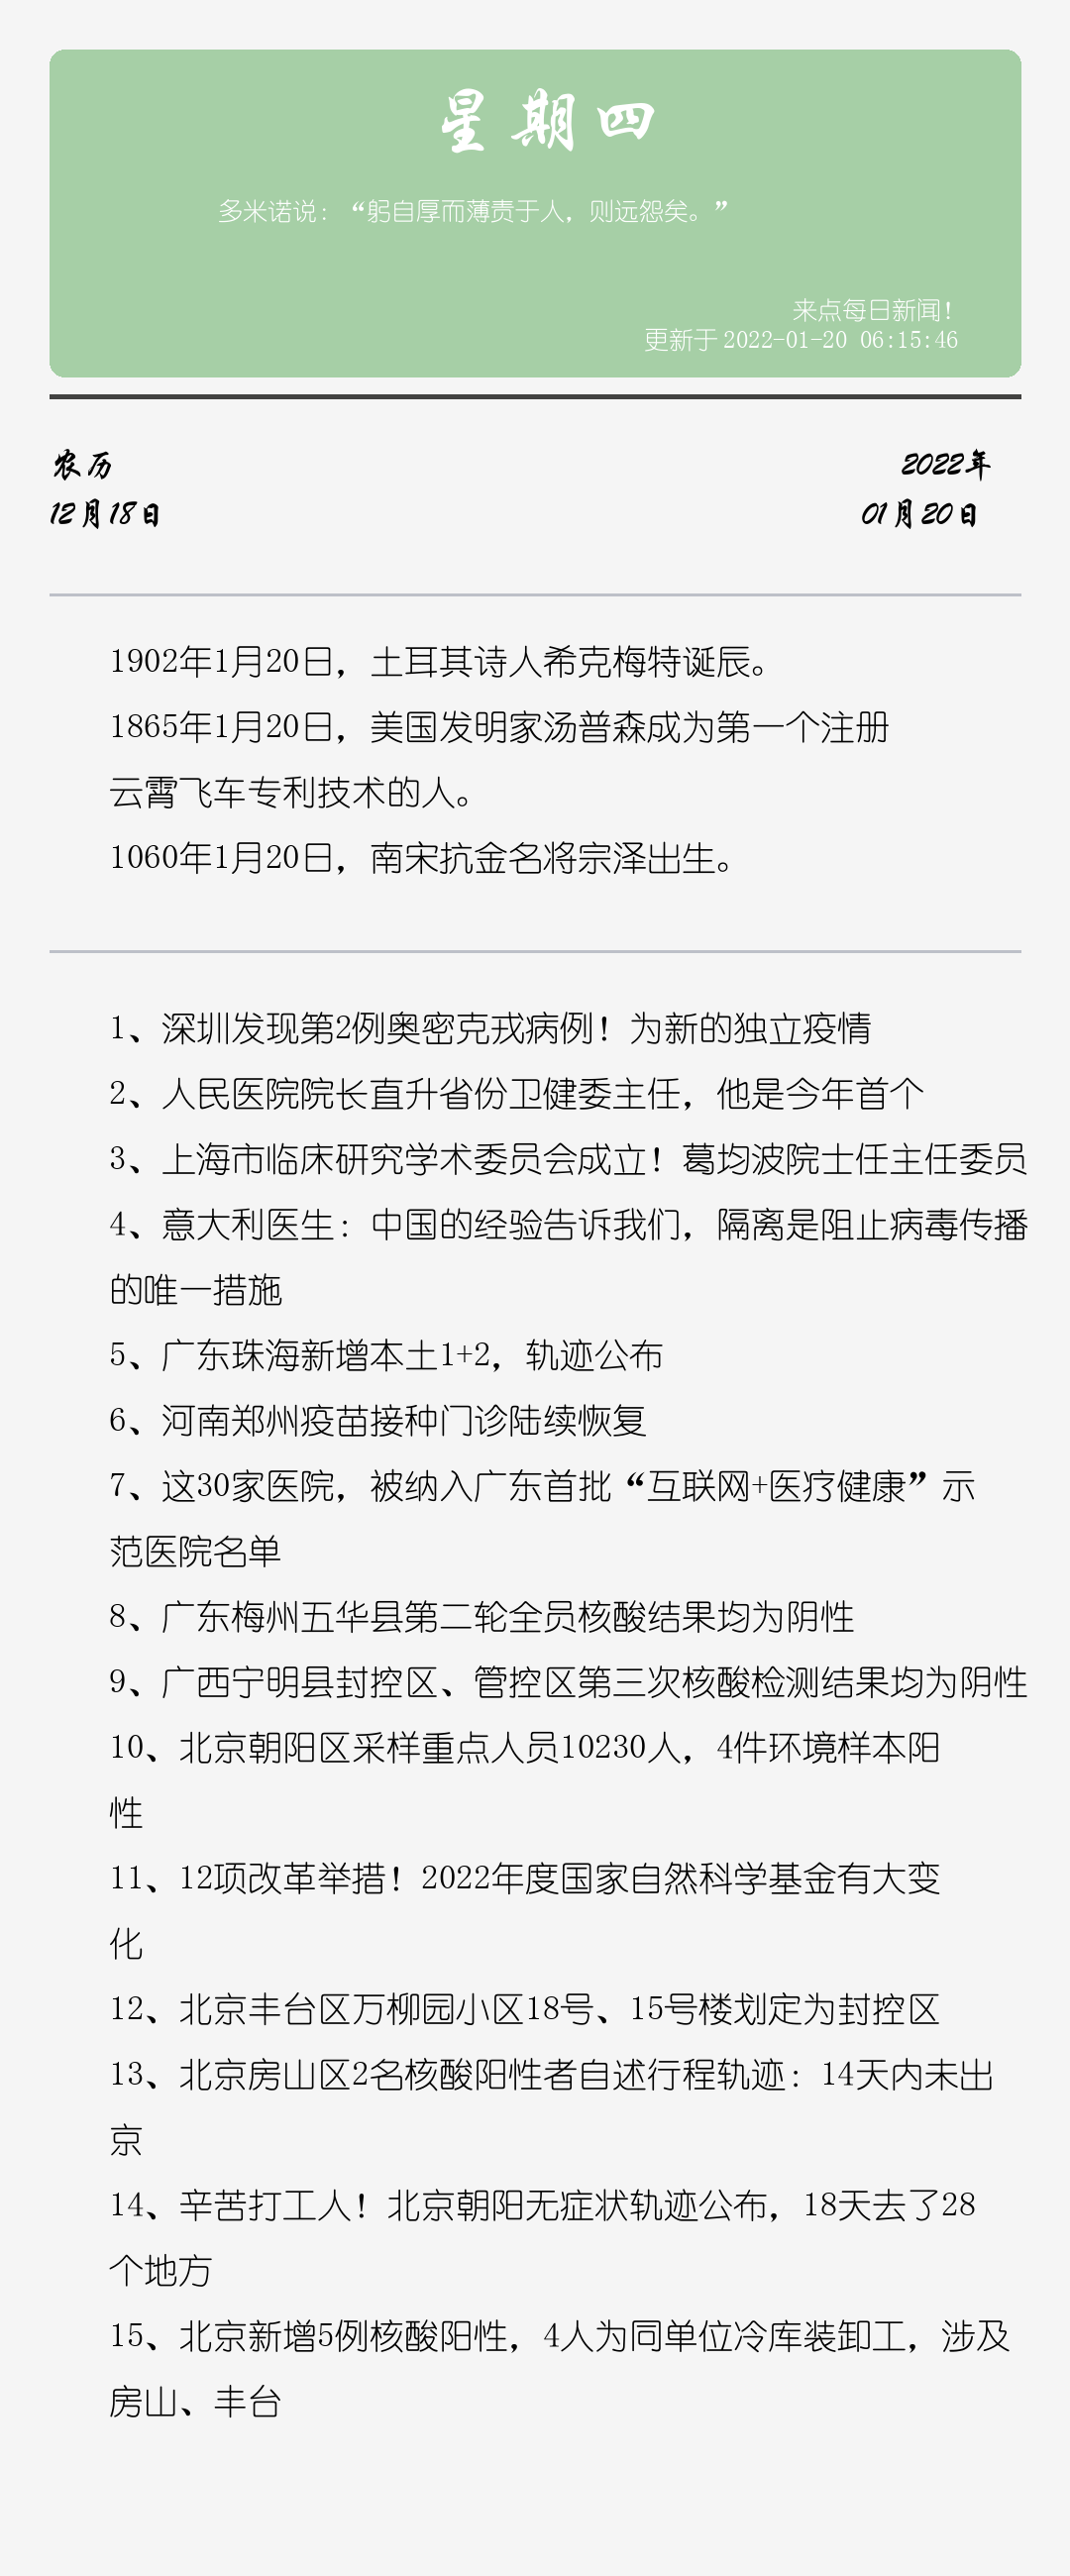 星期四
多米诺说：“躬自厚而薄责于人，则远怨矣。”
来点每日新闻！
更新于 2022-01-20 06:15:46
农历
2022年
12月18日
01月20日
1902年1月20日，土耳其诗人希克梅特诞辰。
1865年1月20日，美国发明家汤普森成为第一个注册
云霄飞车专利技术的人。
1060年1月20日，南宋抗金名将宗泽出生。
1、深圳发现第2例奥密克戎病例！为新的独立疫情
2、人民医院院长直升省份卫健委主任，他是今年首个
3、上海市临床研究学术委员会成立！葛均波院士任主任委员
4、意大利医生：中国的经验告诉我们，隔离是阻止病毒传播
的唯一措施
5、广东珠海新增本土1+2，轨迹公布
6、河南郑州疫苗接种门诊陆续恢复
7、这30家医院，被纳入广东首批“互联网+医疗健康”示
范医院名单
8、广东梅州五华县第二轮全员核酸结果均为阴性
9、广西宁明县封控区、管控区第三次核酸检测结果均为阴性
10、北京朝阳区采样重点人员10230人，4件环境样本阳
性
11、12项改革举措！2022年度国家自然科学基金有大变
化
12、北京丰台区万柳园小区18号、15号楼划定为封控区
13、北京房山区2名核酸阳性者自述行程轨迹：14天内未出
京
14、辛苦打工人！北京朝阳无症状轨迹公布，18天去了28
个地方
15、北京新增5例核酸阳性，4人为同单位冷库装卸工，涉及
房山、丰台